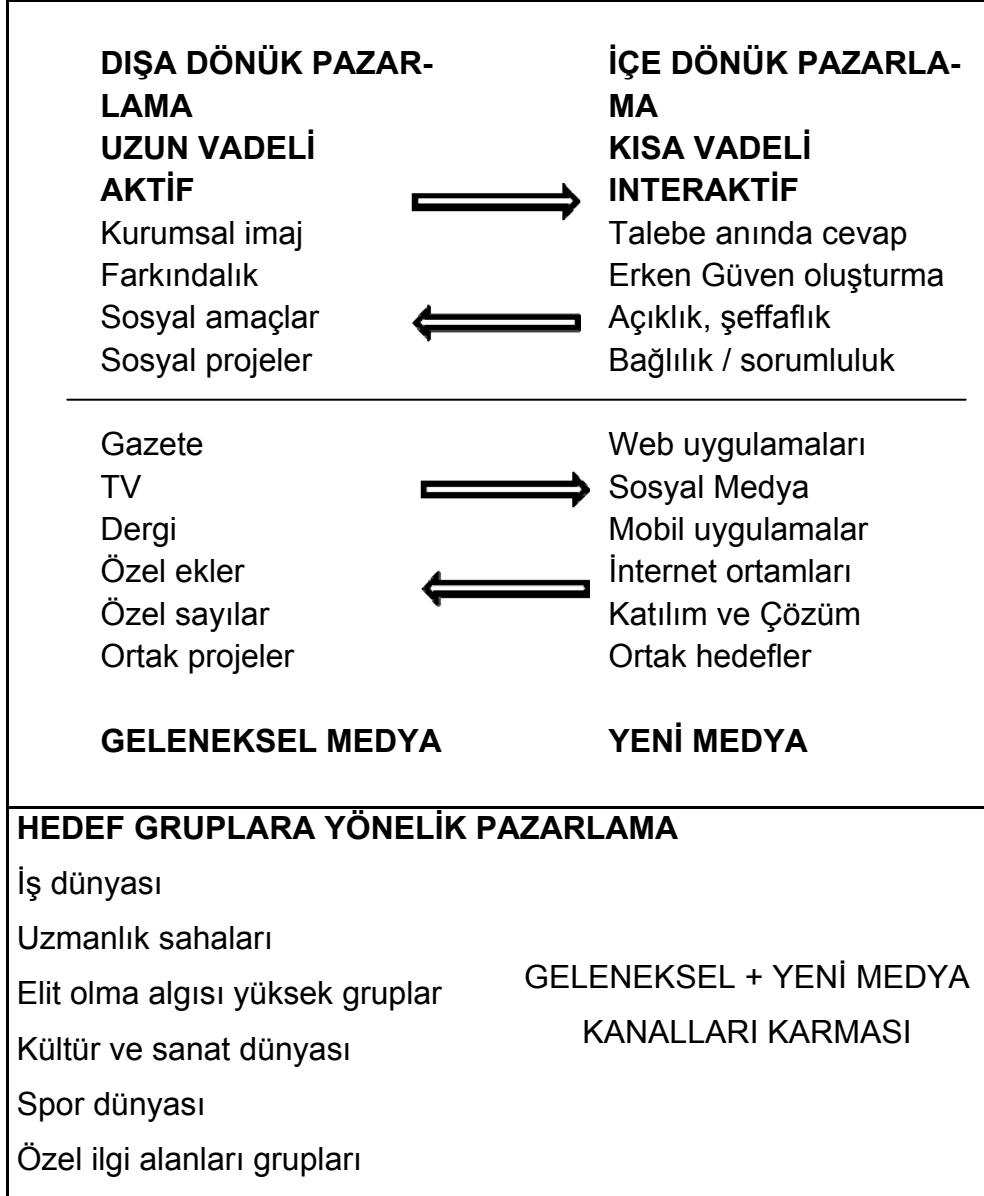 DIŞA DÖNÜK PAZAR-
LAMA
UZUN VADELİ
AKTİF
Kurumsal imaj
Farkındalık
Sosyal amaçlar
Sosyal projeler
İÇE DÖNÜK PAZARLA-
MA
KISA VADELİ
INTERAKTİF
Talebe anında cevap
Erken Güven oluşturma
Açıklık, şeffaflık
Bağlılık / sorumluluk
Gazete
TV
Dergi
Özel ekler
Özel sayılar
Ortak projeler
GELENEKSEL MEDYA
Web uygulamaları
Sosyal Medya
Mobil uygulamalar
İnternet ortamları
Katılım ve Çözüm
Ortak hedefler
YENİ MEDYA
HEDEF GRUPLARA YÖNELİK PAZARLAMA
İş dünyası
Uzmanlık sahaları
Elit olma algısı yüksek gruplar
Kültür ve sanat dünyası
Spor dünyası
Özel ilgi alanları grupları
GELENEKSEL + YENİ MEDYA
KANALLARI KARMASI